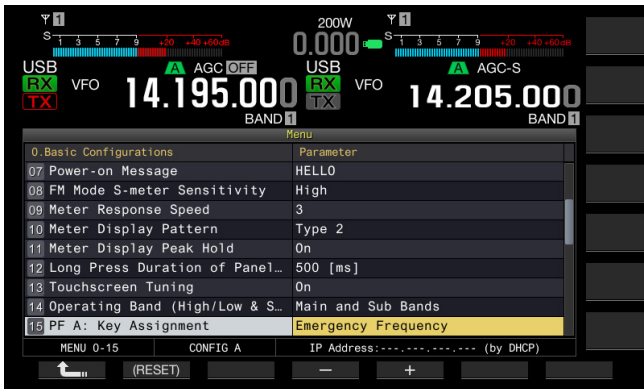 1 200W 1
S 1 3 5 7 9 +20 +40 +60dB 0.000 S 1 3 5 7 9 +20 +40 +60dB
USB A AGC OFF USB A AGC-S
RX VFO 14.195.000 RX VFO 14.205.000
TX TX
BAND 1 BAND 1
Menu
0.Basic Configurations Parameter
07 Power-on Message HELLO
08 FM Mode S-meter Sensitivity High
09 Meter Response Speed 3
10 Meter Display Pattern Type 2
11 Meter Display Peak Hold On
12 Long Press Duration of Panel… 500 [ms]
13 Touchscreen Tuning On
14 Operating Band (High/Low & S… Main and Sub Bands
15 PF A: Key Assignment Emergency Frequency
MENU 0-15 CONFIG A IP Address:---.---.---.--- (by DHCP)
(RESET) − +